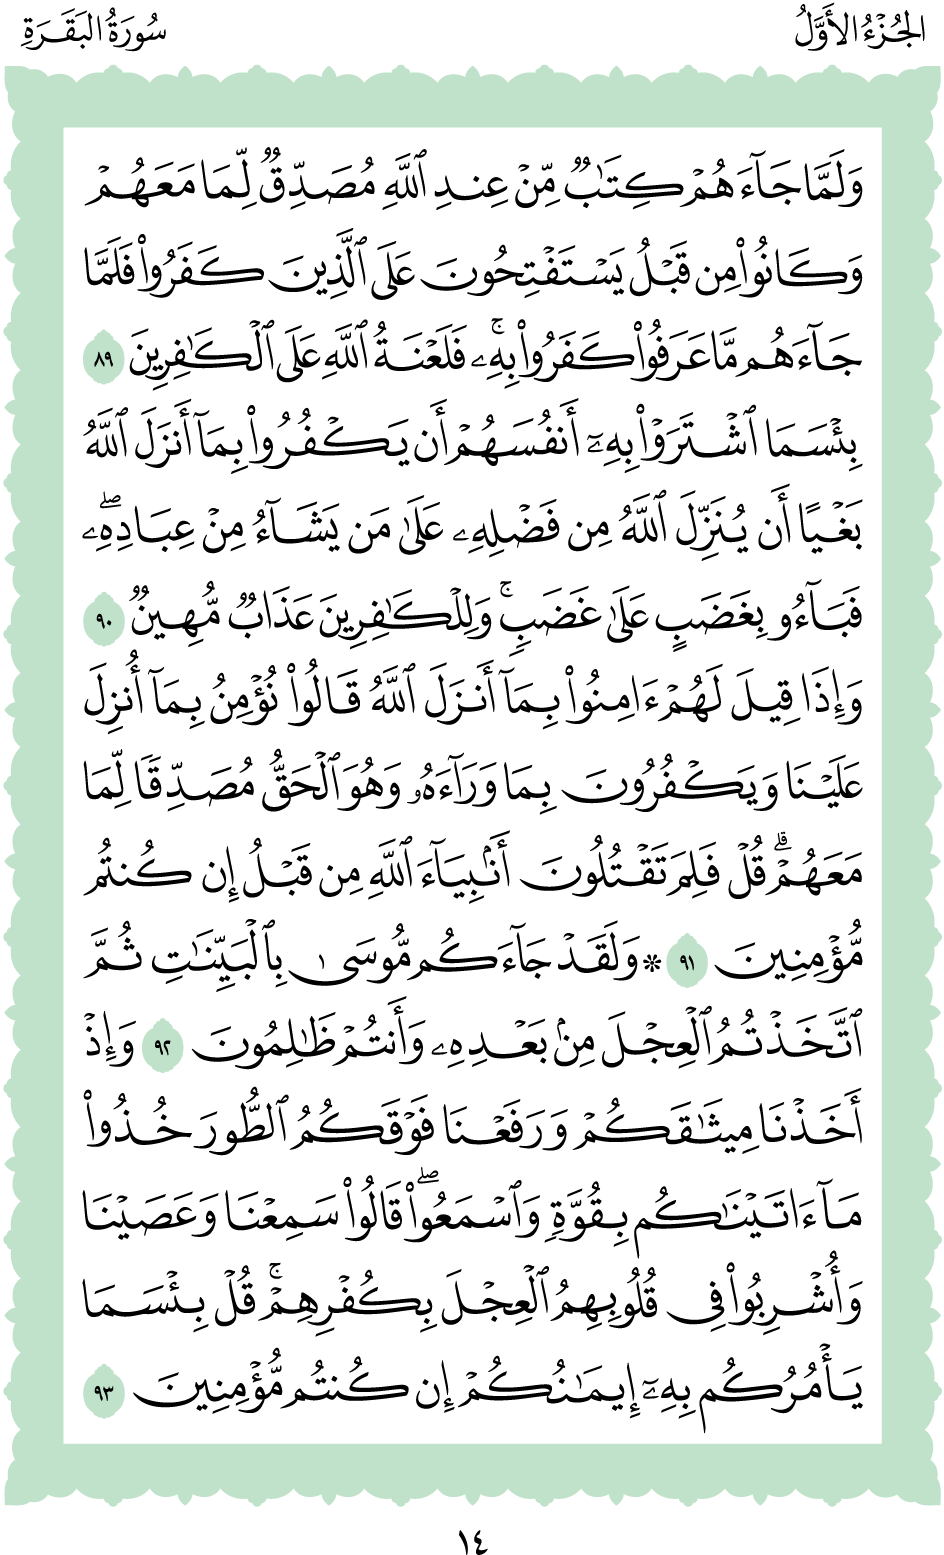 الجُزْءُ الأَوَّلُ
سُورَةُ البَقَرَةِ
وَلَمَّا جَآءَهُمْ كِتَٰبٌ مِّنْ عِندِ ٱللَّهِ مُصَدِّقٌ لِّمَا مَعَهُمْ
وَكَانُوا۟ مِن قَبْلُ يَسْتَفْتِحُونَ عَلَى ٱلَّذِينَ كَفَرُوا۟ فَلَمَّا
جَآءَهُم مَّا عَرَفُوا۟ كَفَرُوا۟ بِهِۦۚ فَلَعْنَةُ ٱللَّهِ عَلَى ٱلْكَٰفِرِينَ ٨٩
بِئْسَمَا ٱشْتَرَوْا۟ بِهِۦٓ أَنفُسَهُمْ أَن يَكْفُرُوا۟ بِمَآ أَنزَلَ ٱللَّهُ
بَغْيًا أَن يُنَزِّلَ ٱللَّهُ مِن فَضْلِهِۦ عَلَىٰ مَن يَشَآءُ مِنْ عِبَادِهِۦۖ
فَبَآءُو بِغَضَبٍ عَلَىٰ غَضَبٍۚ وَلِلْكَٰفِرِينَ عَذَابٌ مُّهِينٌ ٩٠
وَإِذَا قِيلَ لَهُمْ ءَامِنُوا۟ بِمَآ أَنزَلَ ٱللَّهُ قَالُوا۟ نُؤْمِنُ بِمَآ أُنزِلَ
عَلَيْنَا وَيَكْفُرُونَ بِمَا وَرَآءَهُۥ وَهُوَ ٱلْحَقُّ مُصَدِّقًا لِّمَا
مَعَهُمْۗ قُلْ فَلِمَ تَقْتُلُونَ أَنۢبِيَآءَ ٱللَّهِ مِن قَبْلُ إِن كُنتُم
مُّؤْمِنِينَ ٩١ * وَلَقَدْ جَآءَكُم مُّوسَىٰ بِٱلْبَيِّنَٰتِ ثُمَّ
ٱتَّخَذْتُمُ ٱلْعِجْلَ مِنۢ بَعْدِهِۦ وَأَنتُمْ ظَٰلِمُونَ ٩٢ وَإِذْ
أَخَذْنَا مِيثَٰقَكُمْ وَرَفَعْنَا فَوْقَكُمُ ٱلطُّورَ خُذُوا۟
مَآ ءَاتَيْنَٰكُم بِقُوَّةٍ وَٱسْمَعُوا۟ۖ قَالُوا۟ سَمِعْنَا وَعَصَيْنَا
وَأُشْرِبُوا۟ فِى قُلُوبِهِمُ ٱلْعِجْلَ بِكُفْرِهِمْۚ قُلْ بِئْسَمَا
يَأْمُرُكُم بِهِۦٓ إِيمَٰنُكُمْ إِن كُنتُم مُّؤْمِنِينَ ٩٣
١٤